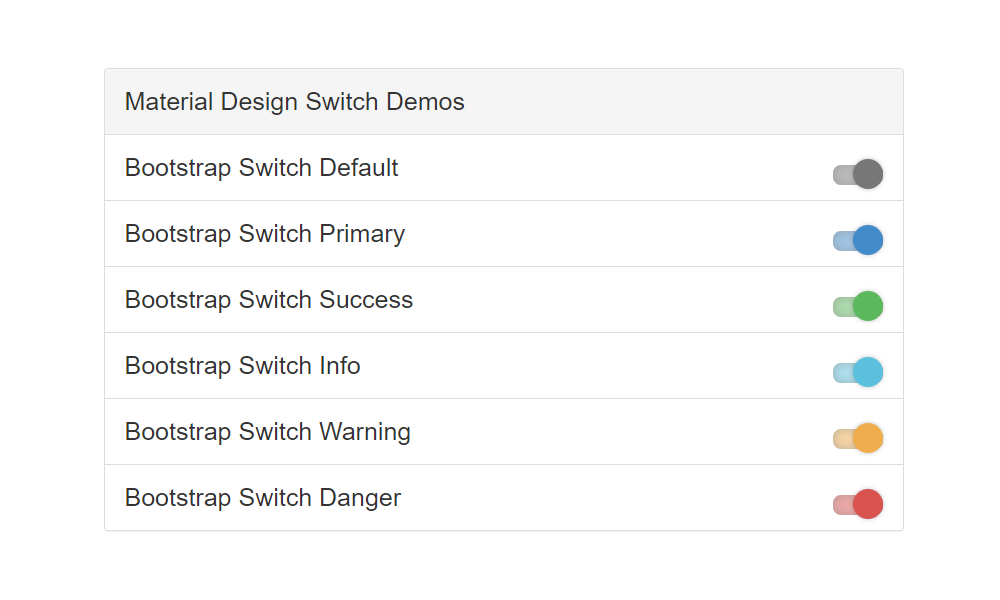 Material Design Switch Demos
Bootstrap Switch Default
Bootstrap Switch Primary
Bootstrap Switch Success
Bootstrap Switch Info
Bootstrap Switch Warning
Bootstrap Switch Danger